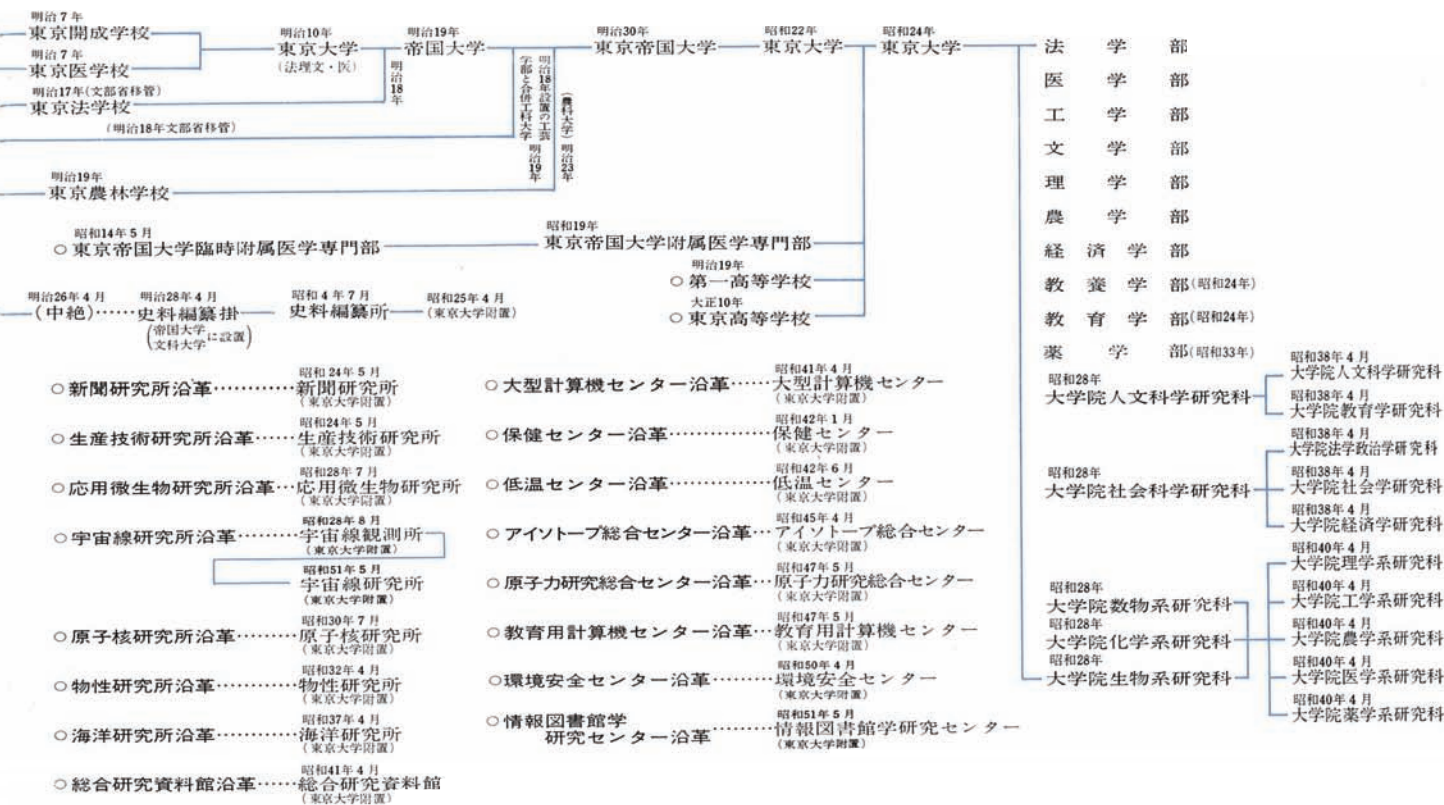 明治7年
東京開成学校
明治7年
東京医学校
明治17年(文部省移管)
東京法学校
(明治18年文部省移管)
明治19年
東京農林学校
明治10年
東京大学
(法理文・医)
明治18年
明治19年
帝国大学
明治18年設置の工芸
学部と合併工科大学
明治19年
(農科大学)明治23年
明治30年
東京帝国大学
昭和22年
東京大学
昭和24年
東京大学
昭和14年5月
○東京帝国大学臨時附属医学専門部
昭和19年
東京帝国大学附属医学専門部
明治19年
○第一高等学校
大正10年
○東京高等学校
明治26年4月
(中絶)……
明治28年4月
史料編纂掛
(帝国大学文科大学に設置)
昭和4年7月
史料編纂所
昭和25年4月
(東京大学附置)
法学部
医学部
工学部
文学部
理学部
農学部
経済学部
教養学部(昭和24年)
教育学部(昭和24年)
薬学部(昭和33年)
昭和28年
大学院人文科学研究科
昭和38年4月
大学院人文科学研究科
昭和38年4月
大学院教育学研究科
昭和28年
大学院社会科学研究科
昭和38年4月
大学院法学政治学研究科
昭和38年4月
大学院社会学研究科
昭和38年4月
大学院経済学研究科
昭和28年
大学院数物系研究科
昭和28年
大学院化学系研究科
昭和28年
大学院生物系研究科
昭和40年4月
大学院理学系研究科
昭和40年4月
大学院工学系研究科
昭和40年4月
大学院農学系研究科
昭和40年4月
大学院医学系研究科
昭和40年4月
大学院薬学系研究科
昭和24年5月
○新聞研究所沿革…………新聞研究所
(東京大学附置)
昭和24年5月
○生産技術研究所沿革……生産技術研究所
(東京大学附置)
昭和28年7月
○応用微生物研究所沿革…応用微生物研究所
(東京大学附置)
昭和28年8月
○宇宙線研究所沿革………宇宙線観測所
(東京大学附置)
昭和51年5月
宇宙線研究所
(東京大学附置)
昭和30年7月
○原子核研究所沿革………原子核研究所
(東京大学附置)
昭和32年4月
○物性研究所沿革…………物性研究所
(東京大学附置)
昭和37年4月
○海洋研究所沿革…………海洋研究所
(東京大学附置)
昭和41年4月
○総合研究資料館沿革……総合研究資料館
(東京大学附置)
昭和41年4月
○大型計算機センター沿革……大型計算機センター
(東京大学附置)
昭和42年1月
○保健センター沿革…………保健センター
(東京大学附置)
昭和42年6月
○低温センター沿革…………低温センター
(東京大学附置)
昭和45年4月
○アイソトープ総合センター沿革……アイソトープ総合センター
(東京大学附置)
昭和47年5月
○原子力研究総合センター沿革…原子力研究総合センター
(東京大学附置)
昭和47年5月
○教育用計算機センター沿革…教育用計算機センター
(東京大学附置)
昭和50年4月
○環境安全センター沿革………環境安全センター
(東京大学附置)
昭和51年5月
○情報図書館学
研究センター沿革………情報図書館学研究センター
(東京大学附置)